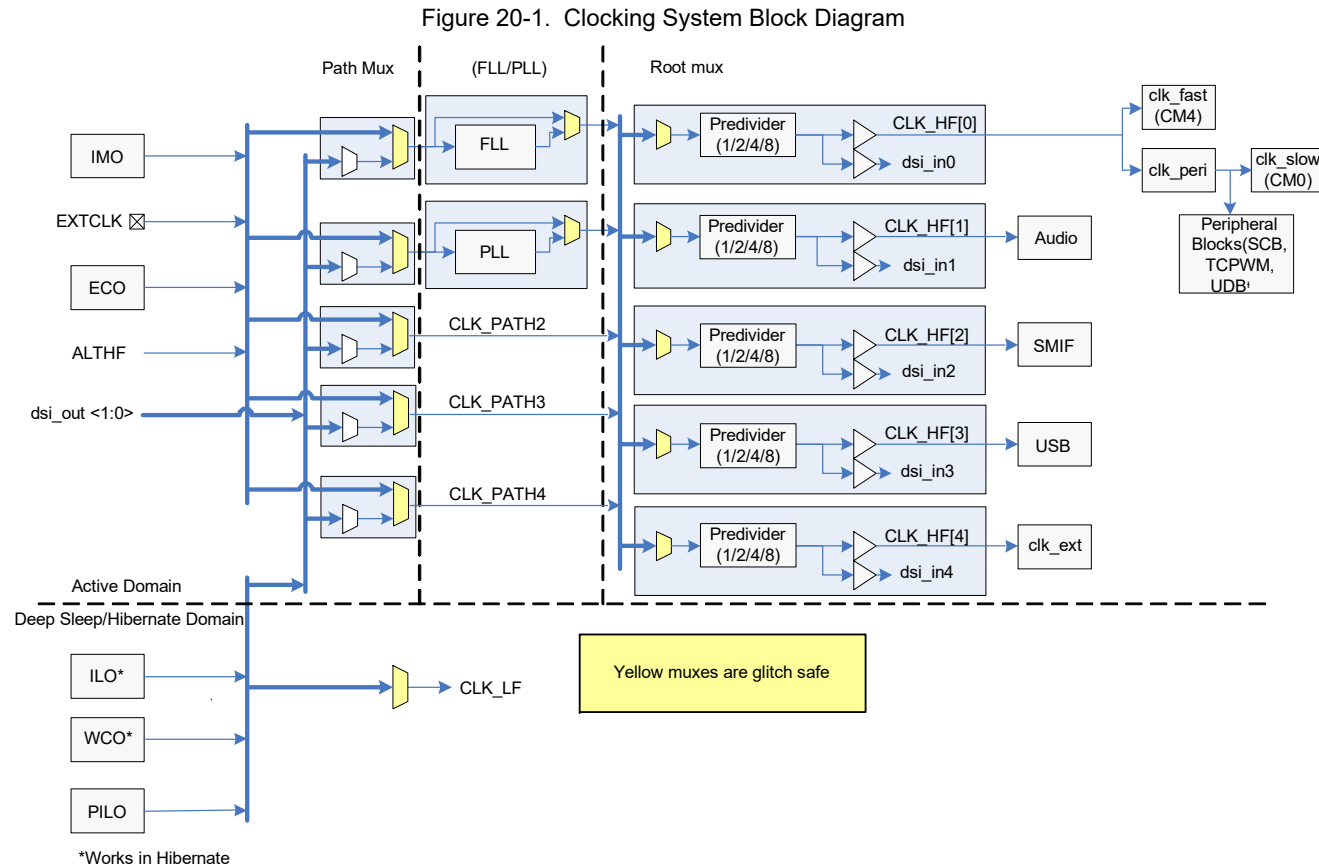 Figure 20-1. Clocking System Block Diagram
Path Mux
(FLL/PLL)
Root mux
IMO
EXTCLK
ECO
ALTHF
dsi_out <1:0>
FLL
PLL
CLK_PATH2
CLK_PATH3
CLK_PATH4
Predivider
(1/2/4/8)
CLK_HF[0]
dsi_in0
clk_fast
(CM4)
clk_peri
clk_slow
(CM0)
Peripheral
Blocks(SCB,
TCPWM,
UDB⸸
Predivider
(1/2/4/8)
CLK_HF[1]
dsi_in1
Audio
Predivider
(1/2/4/8)
CLK_HF[2]
dsi_in2
SMIF
Predivider
(1/2/4/8)
CLK_HF[3]
dsi_in3
USB
Predivider
(1/2/4/8)
CLK_HF[4]
dsi_in4
clk_ext
Active Domain
Deep Sleep/Hibernate Domain
ILO*
WCO*
PILO
CLK_LF
Yellow muxes are glitch safe
*Works in Hibernate